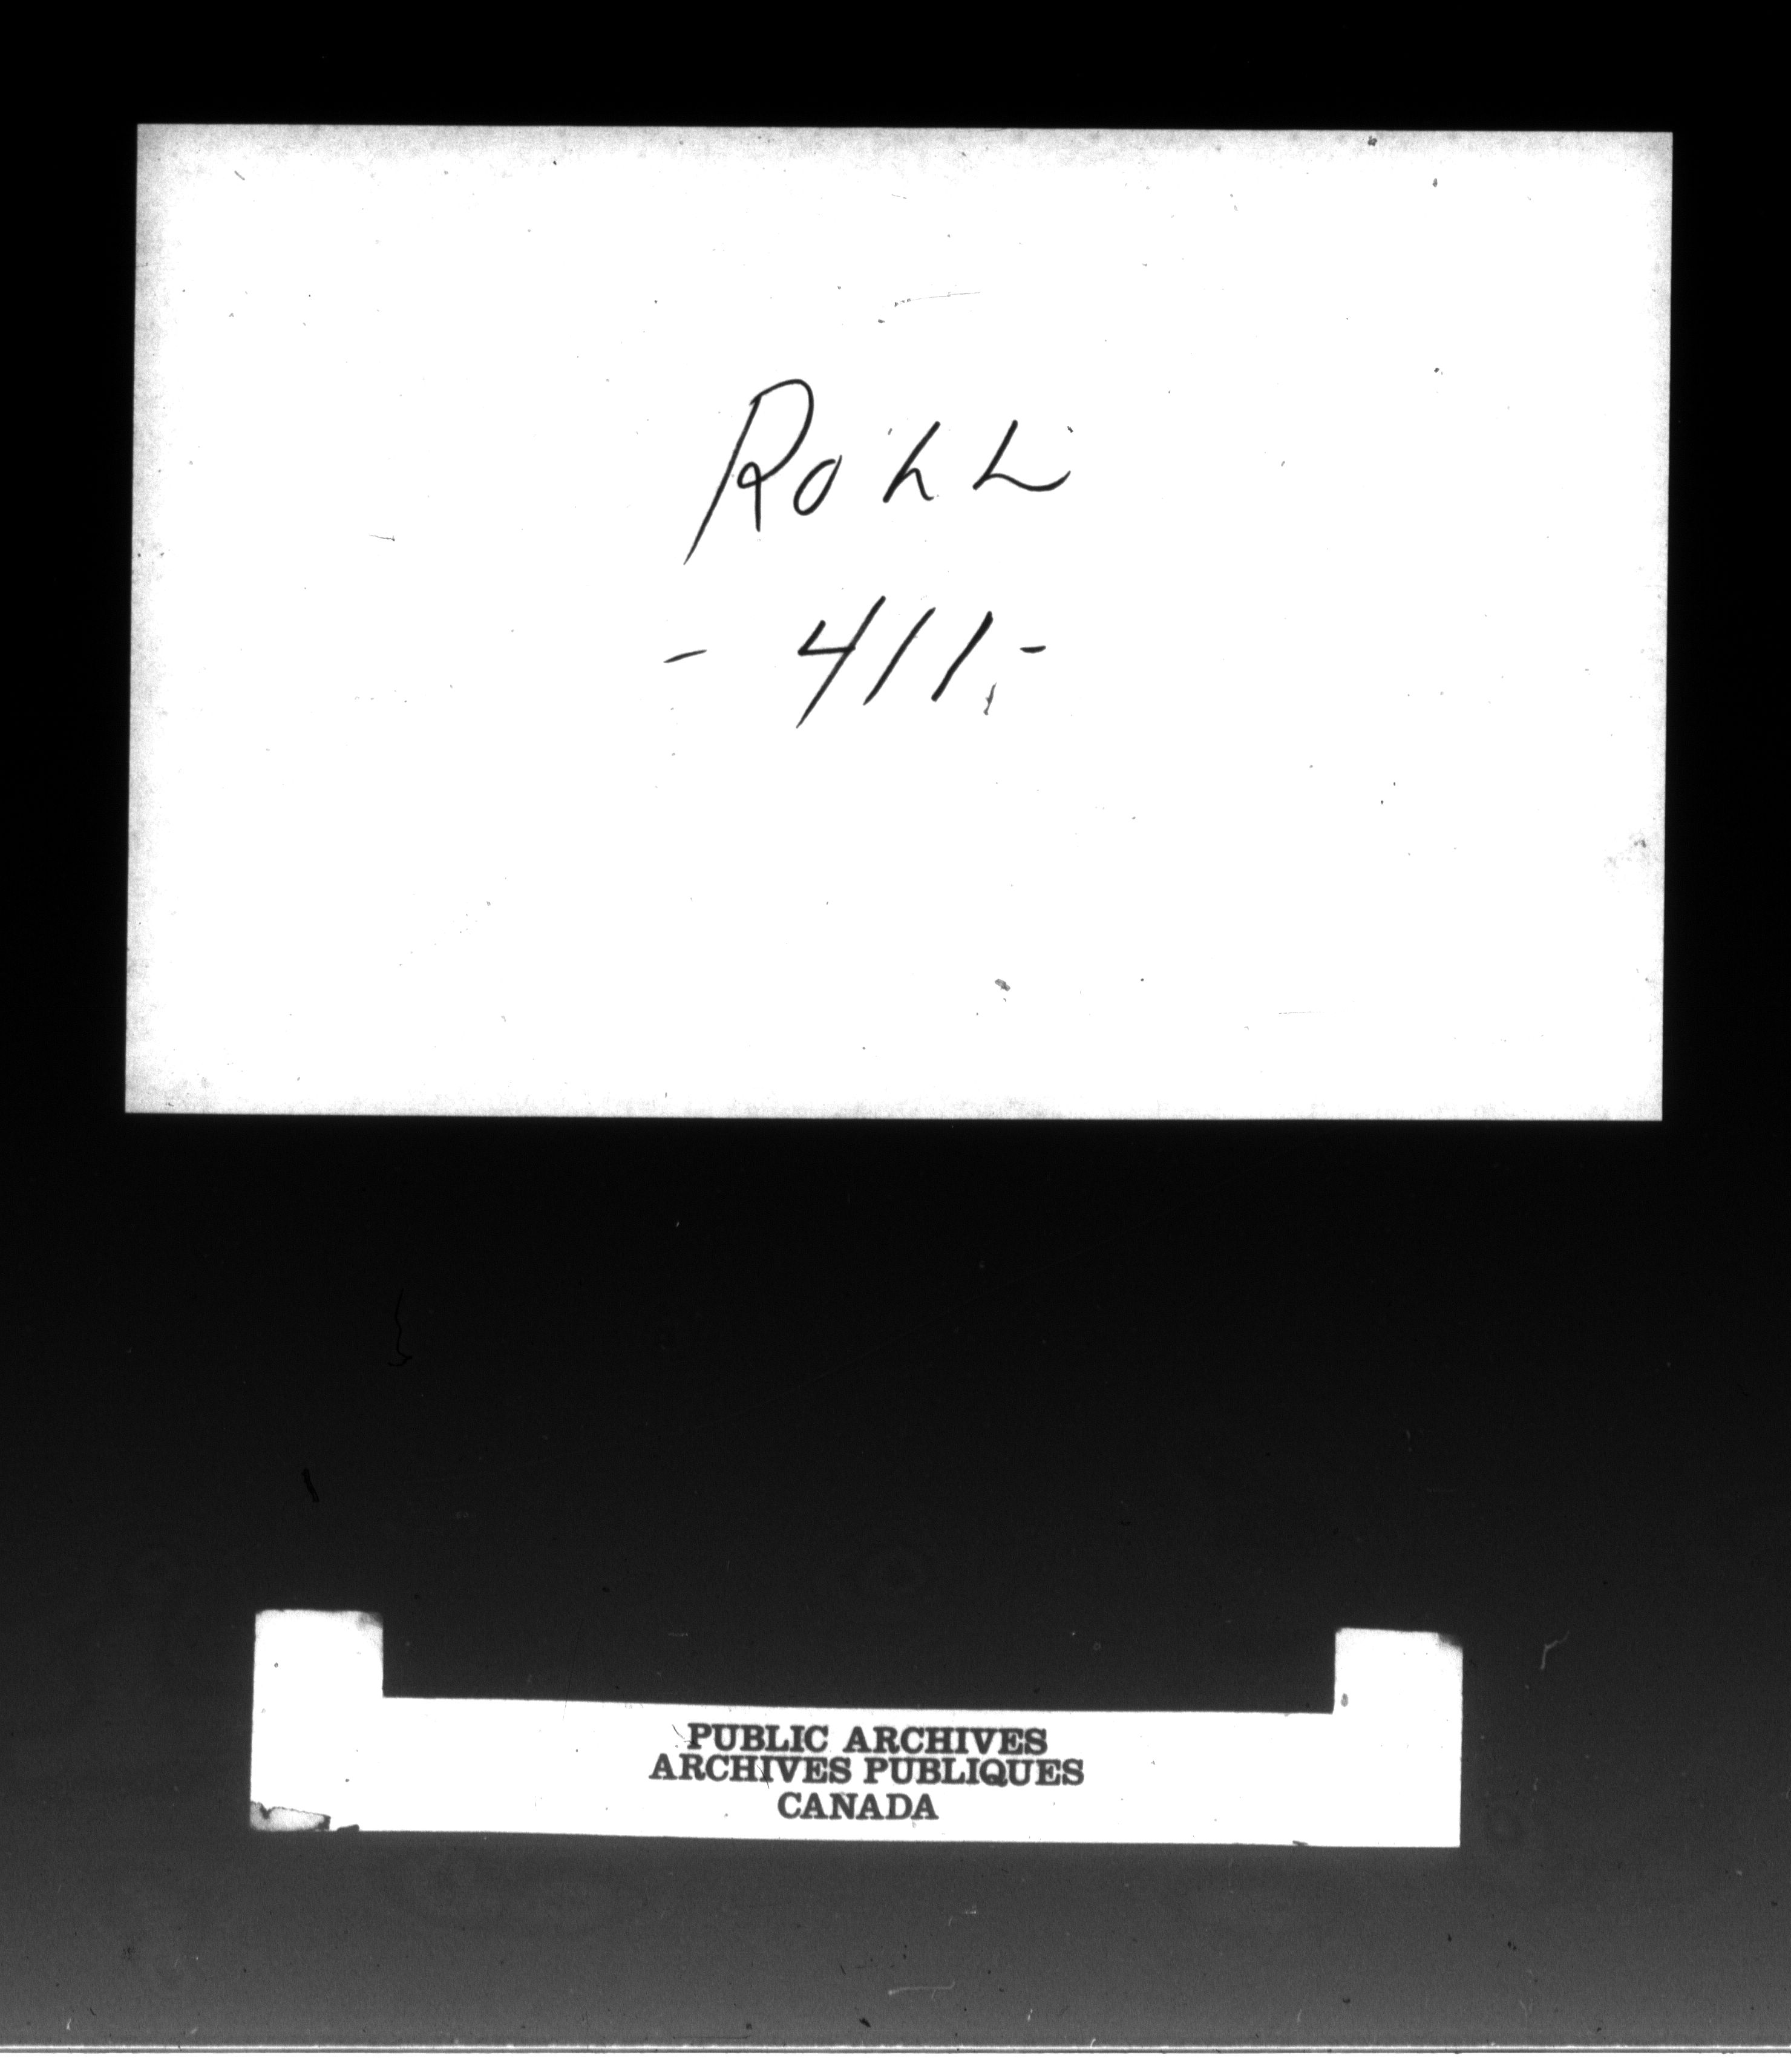 RoLL
- 411.-
PUBLIC ARCHIVES
ARCHIVES PUBLIQUES
CANADA